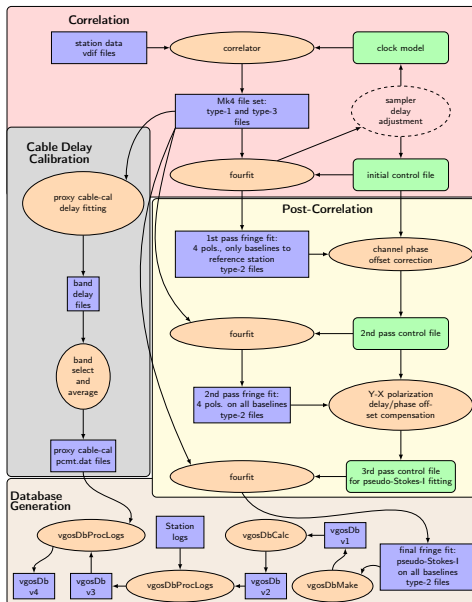 Correlation
station data
vdif files
correlator
clock model
Mk4 file set:
type-1 and type-3
files
sampler
delay
adjustment
fourfit
initial control file
Cable Delay
Calibration
proxy cable-cal
delay fitting
band
delay
files
band
select
and
average
proxy cable-cal
pcmt.dat files
Post-Correlation
1st pass fringe fit:
4 pols., only baselines to
reference station
type-2 files
channel phase
offset correction
fourfit
2nd pass control file
2nd pass fringe fit:
4 pols. on all baselines
type-2 files
Y-X polarization
delay/phase off-
set compensation
fourfit
3rd pass control file
for pseudo-Stokes-I fitting
Database
Generation
vgosDbProcLogs
Station
logs
vgosDbCalc
vgosDb
v1
final fringe fit:
pseudo-Stokes-I
on all baselines
type-2 files
vgosDb
v4
vgosDb
v3
vgosDbProcLogs
vgosDb
v2
vgosDbMake